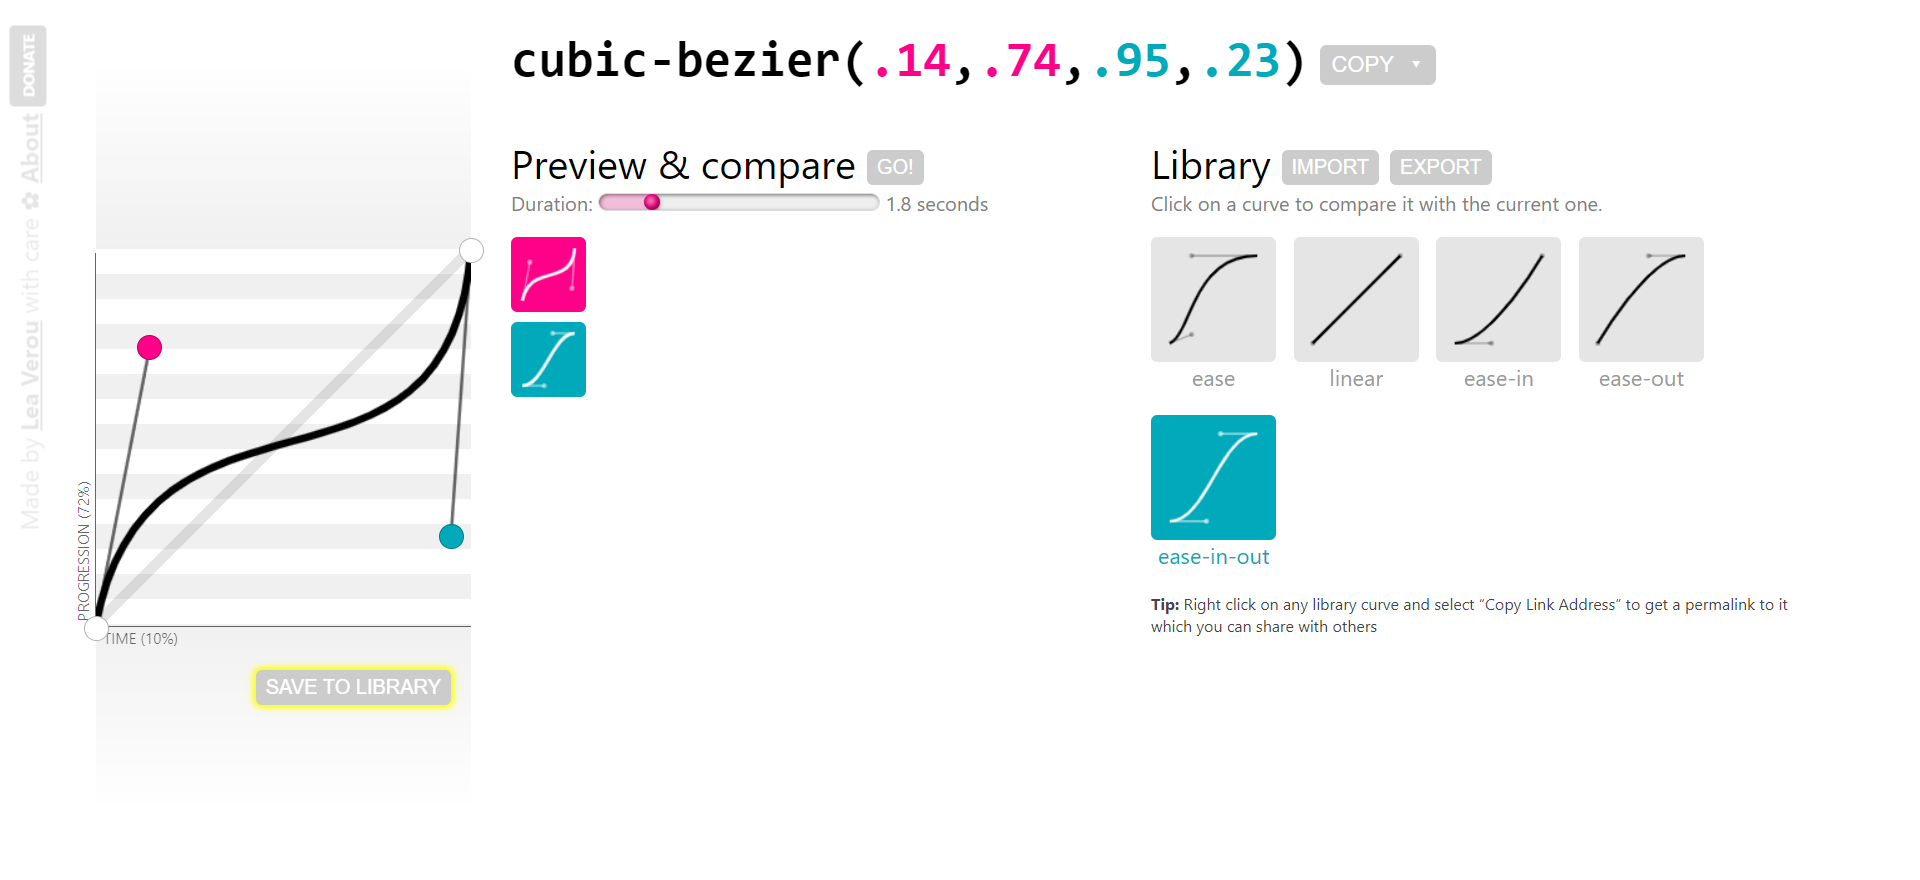 DONATE
Made by Lea Verou with care ✿ About
cubic-bezier(.14,.74,.95,.23)
COPY ▼
Preview & compare GO!
Duration: 1.8 seconds
Library IMPORT EXPORT
Click on a curve to compare it with the current one.
ease linear ease-in ease-out
ease-in-out
Tip: Right click on any library curve and select “Copy Link Address” to get a permalink to it
which you can share with others
PROGRESSION (72%)
TIME (10%)
SAVE TO LIBRARY